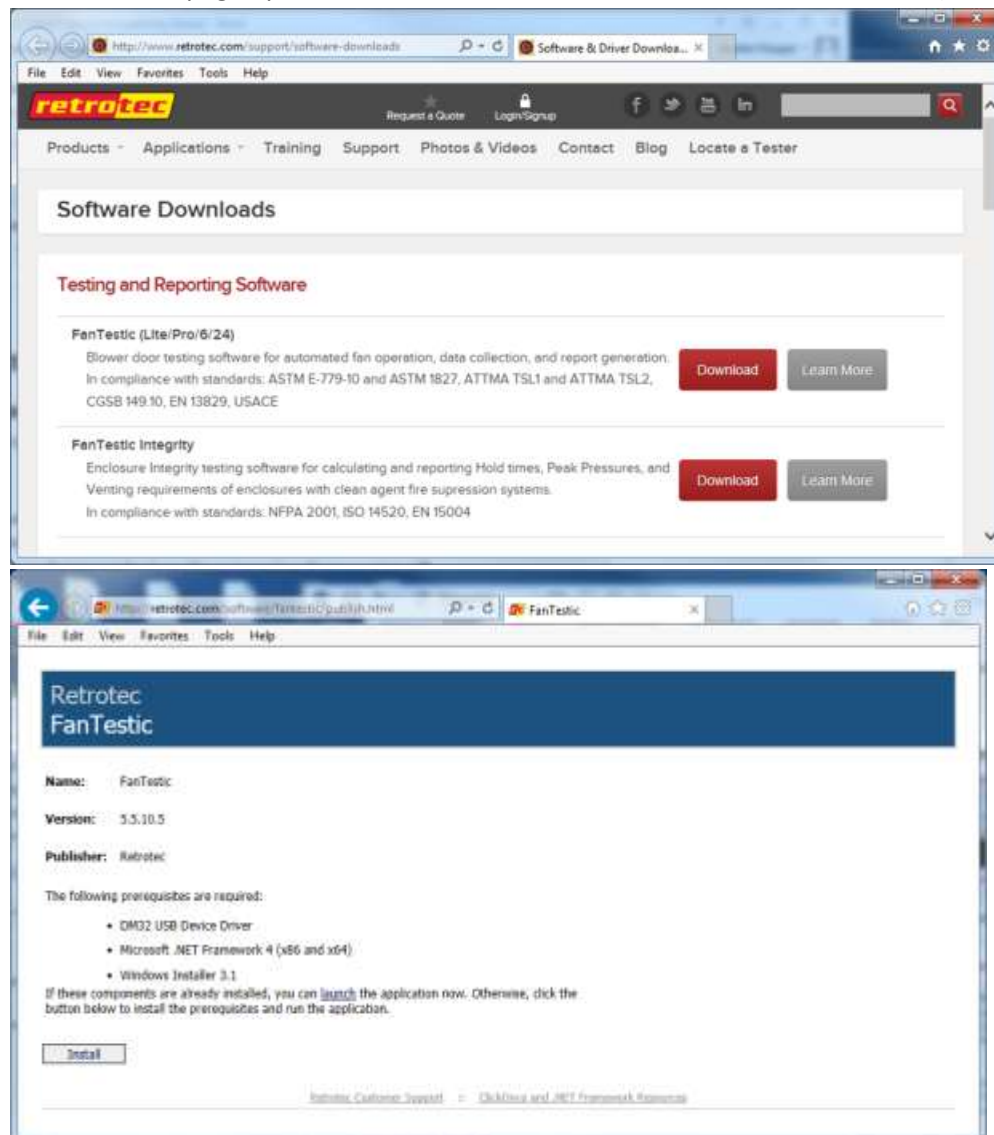 http://www.retrotec.com/support/software-downloads
Software & Driver Downloa...
File Edit View Favorites Tools Help
retrotec
Request a Quote Login/Signup
Products Applications Training Support Photos & Videos Contact Blog Locate a Tester
Software Downloads
Testing and Reporting Software
FanTestic (Lite/Pro/6/24)
Blower door testing software for automated fan operation, data collection, and report generation.
In compliance with standards: ASTM E-779-10 and ASTM 1827, ATTMA TSL1 and ATTMA TSL2,
CGSB 149.10, EN 13829, USACE
Download Learn More
FanTestic Integrity
Enclosure Integrity testing software for calculating and reporting Hold times, Peak Pressures, and
Venting requirements of enclosures with clean agent fire supression systems.
In compliance with standards: NFPA 2001, ISO 14520, EN 15004
Download Learn More
retrotec.com/software/fantestic/publish.html
FanTestic
File Edit View Favorites Tools Help
Retrotec
FanTestic
Name: FanTestic
Version: 5.5.10.5
Publisher: Retrotec
The following prerequisites are required:
• DM32 USB Device Driver
• Microsoft .NET Framework 4 (x86 and x64)
• Windows Installer 3.1
If these components are already installed, you can launch the application now. Otherwise, click the
button below to install the prerequisites and run the application.
Install
Retrotec Customer Support :: ClickOnce and .NET Framework Resources